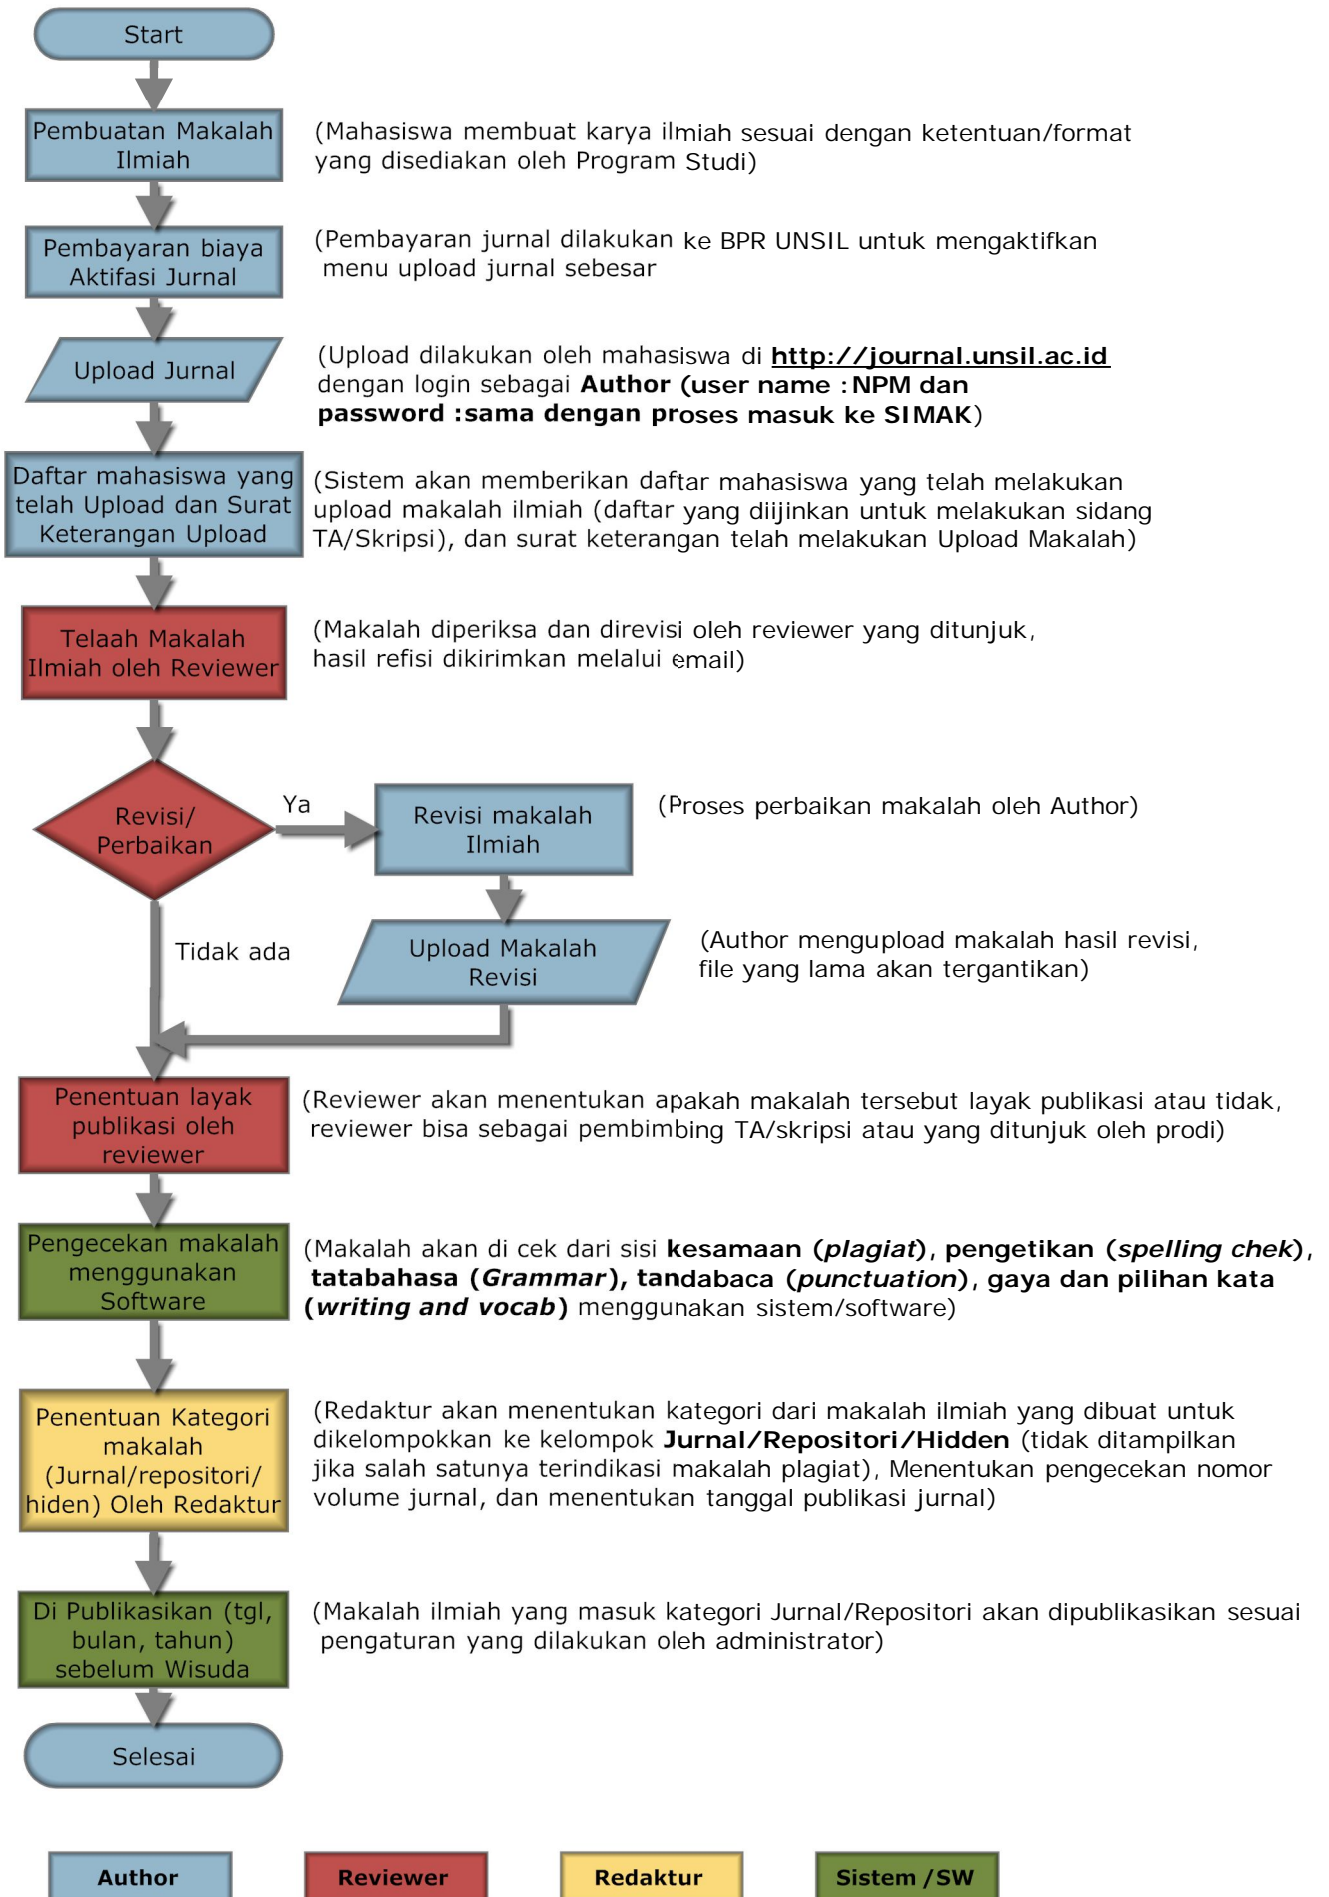 Start
Pembuatan Makalah
Ilmiah
(Mahasiswa membuat karya ilmiah sesuai dengan ketentuan/format
yang disediakan oleh Program Studi)
Pembayaran biaya
Aktifasi Jurnal
(Pembayaran jurnal dilakukan ke BPR UNSIL untuk mengaktifkan
menu upload jurnal sebesar
Upload Jurnal
(Upload dilakukan oleh mahasiswa di http://journal.unsil.ac.id
dengan login sebagai Author (user name : NPM dan
password :sama dengan proses masuk ke SIMAK)
Daftar mahasiswa yang
telah Upload dan Surat
Keterangan Upload
(Sistem akan memberikan daftar mahasiswa yang telah melakukan
upload makalah ilmiah (daftar yang diijinkan untuk melakukan sidang
TA/Skripsi), dan surat keterangan telah melakukan Upload Makalah)
Telaah Makalah
Ilmiah oleh Reviewer
(Makalah diperiksa dan direvisi oleh reviewer yang ditunjuk,
hasil refisi dikirimkan melalui email)
Revisi/
Perbaikan
Ya
Revisi makalah
Ilmiah
(Proses perbaikan makalah oleh Author)
Tidak ada
Upload Makalah
Revisi
(Author mengupload makalah hasil revisi,
file yang lama akan tergantikan)
Penentuan layak
publikasi oleh
reviewer
(Reviewer akan menentukan apakah makalah tersebut layak publikasi atau tidak,
reviewer bisa sebagai pembimbing TA/skripsi atau yang ditunjuk oleh prodi)
Pengecekan makalah
menggunakan
Software
(Makalah akan di cek dari sisi kesamaan (plagiat), pengetikan (spelling chek),
tatabahasa (Grammar), tandabaca (punctuation), gaya dan pilihan kata
(writing and vocab) menggunakan sistem/software)
Penentuan Kategori
makalah
(Jurnal/repositori/
hiden) Oleh Redaktur
(Redaktur akan menentukan kategori dari makalah ilmiah yang dibuat untuk
dikelompokkan ke kelompok Jurnal/Repositori/Hidden (tidak ditampilkan
jika salah satunya terindikasi makalah plagiat), Menentukan pengecekan nomor
volume jurnal, dan menentukan tanggal publikasi jurnal)
Di Publikasikan (tgl,
bulan, tahun)
sebelum Wisuda
(Makalah ilmiah yang masuk kategori Jurnal/Repositori akan dipublikasikan sesuai
pengaturan yang dilakukan oleh administrator)
Selesai
Author
Reviewer
Redaktur
Sistem /SW